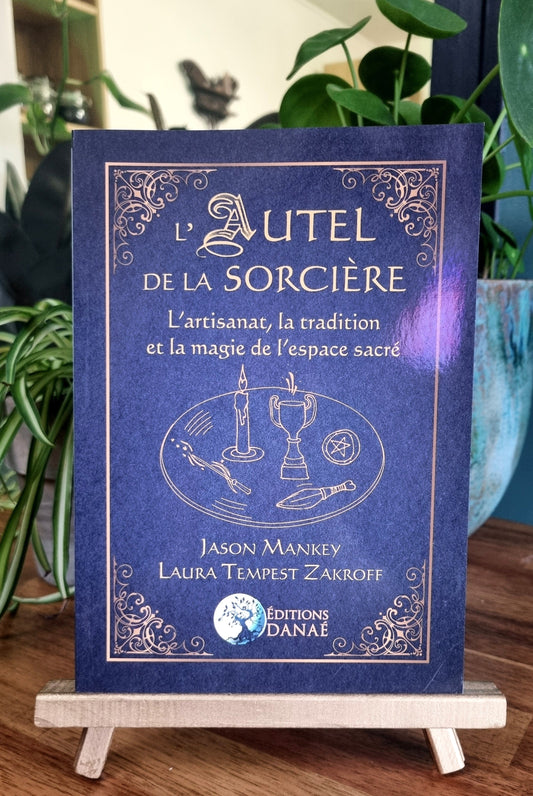 L'AUTEL
DE LA SORCIÈRE
L'artisanat, la tradition
et la magie de l'espace sacré
JASON MANKEY
LAURA TEMPEST ZAKROFF
ÉDITIONS
DANAÉ